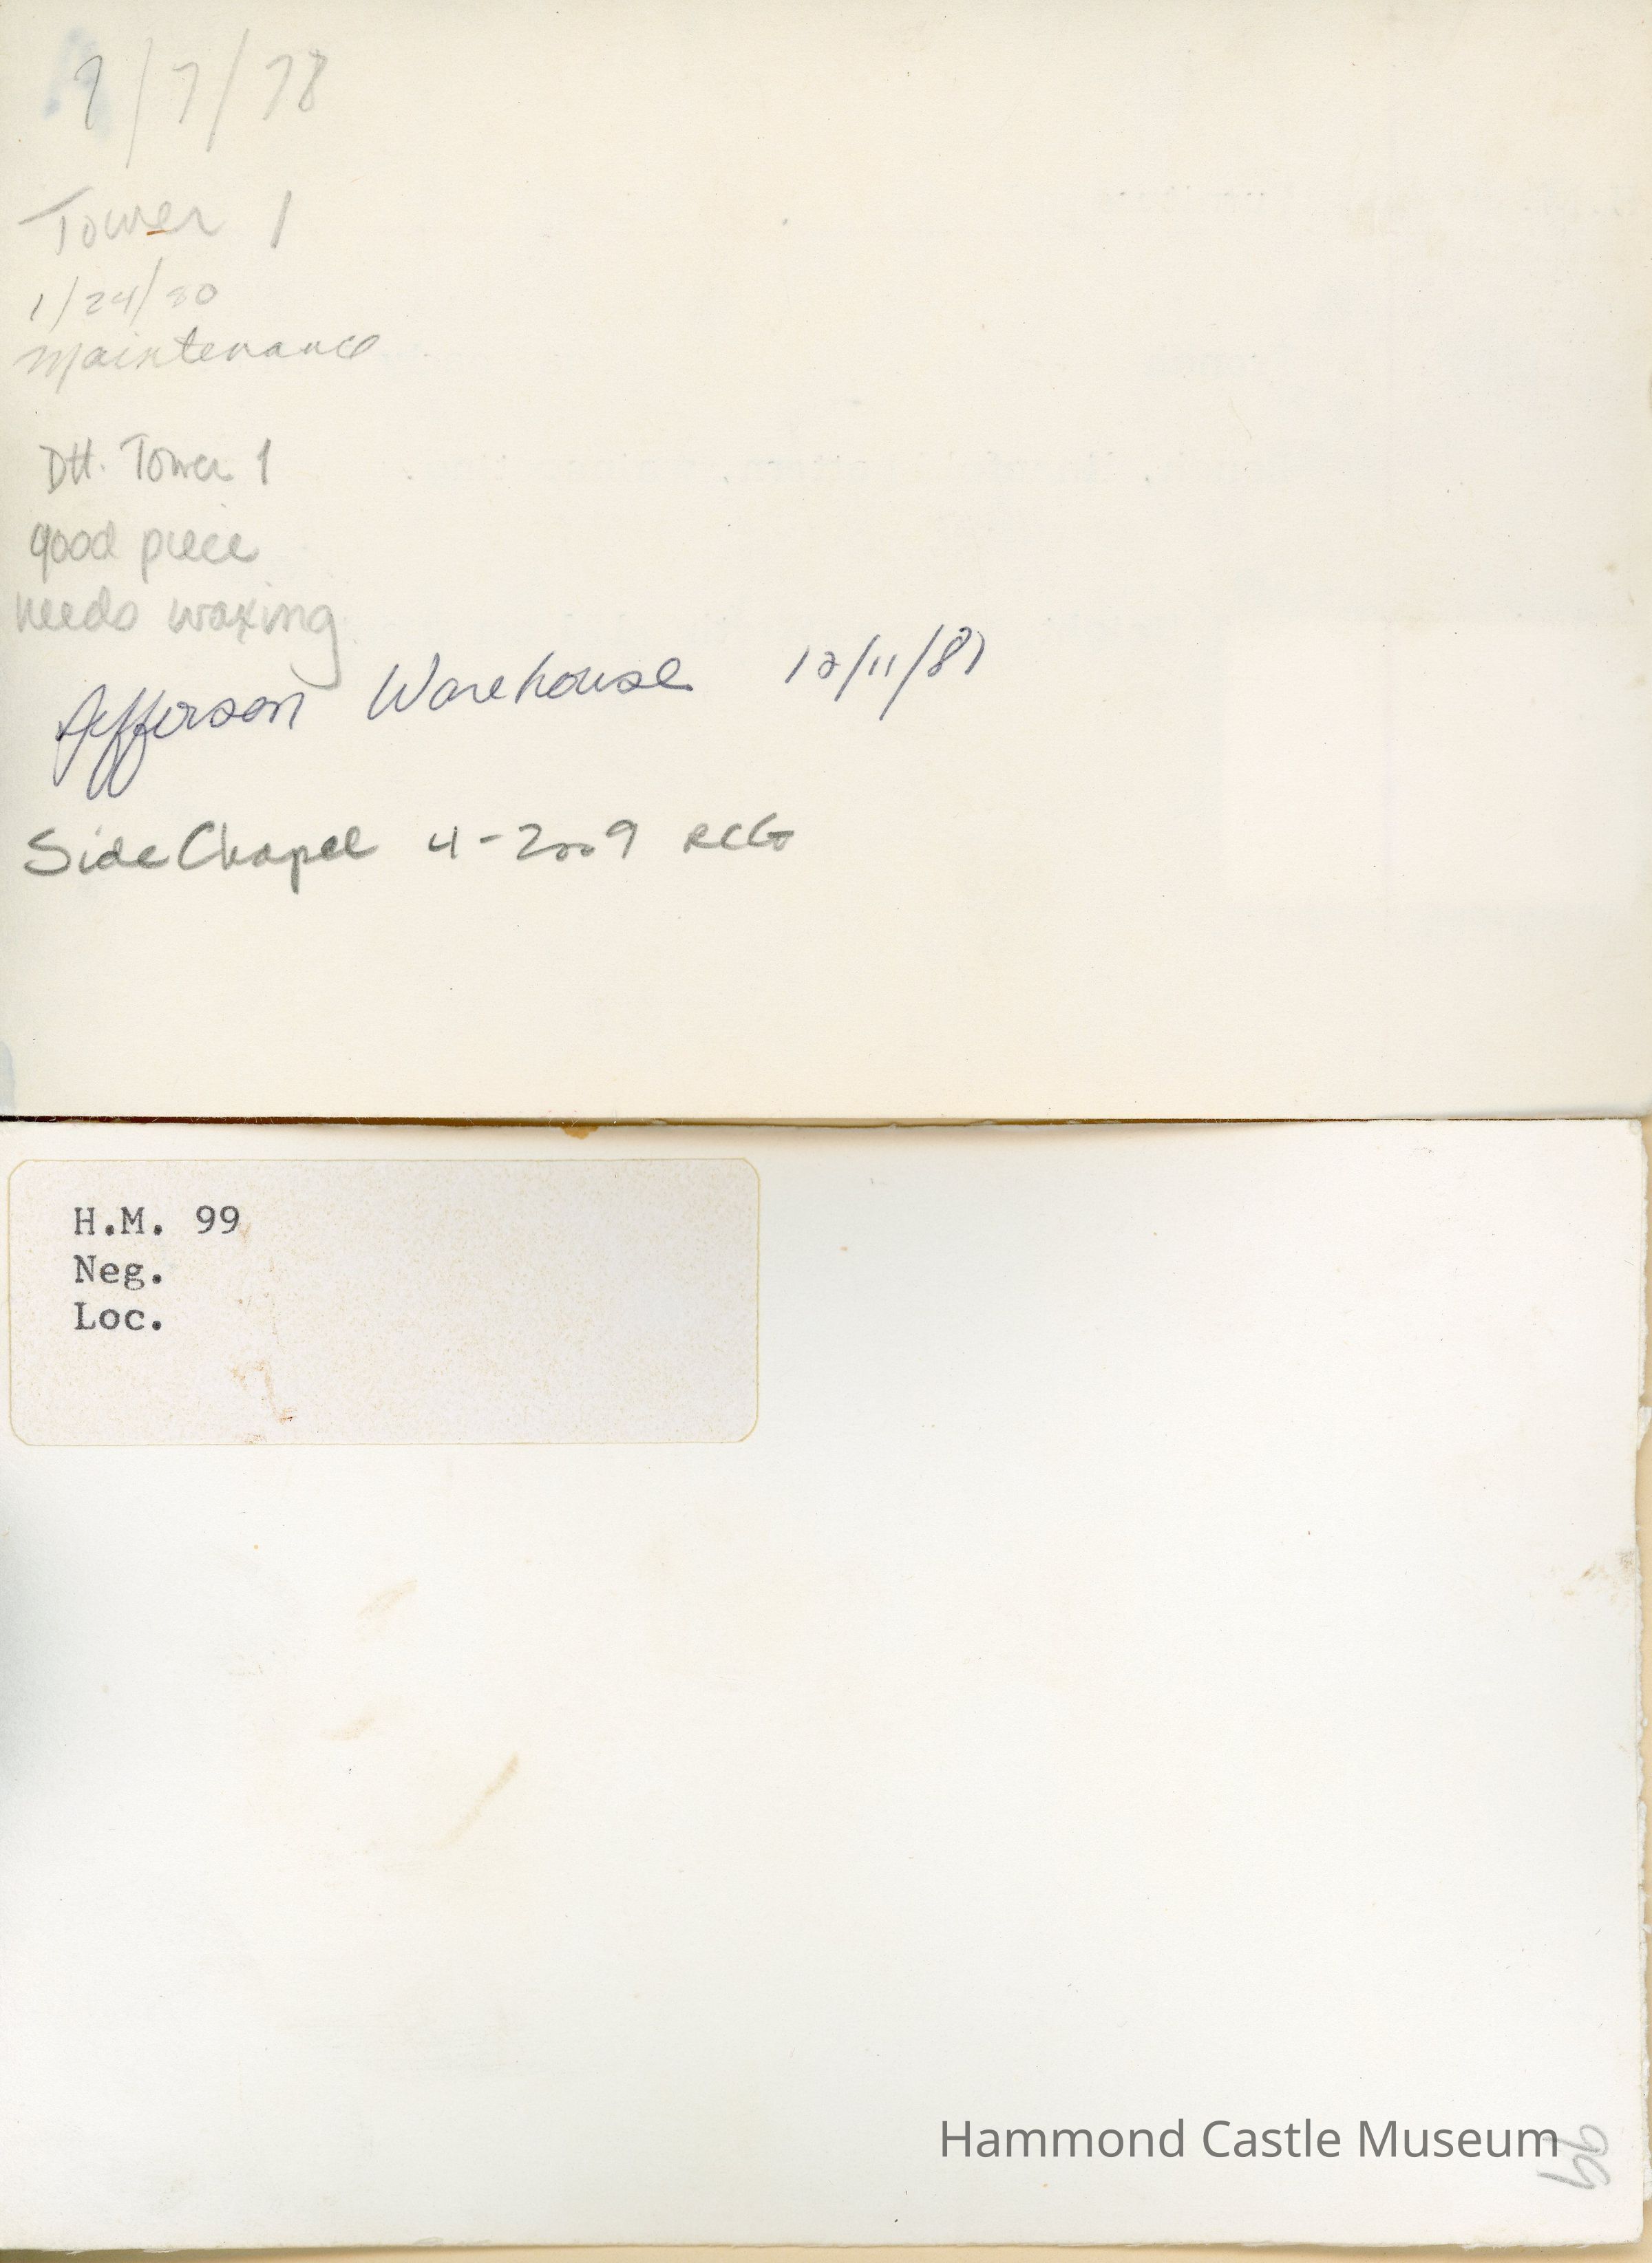 9/7/78
Tower 1
1/24/80
Maintenance
DH. Tower 1
good piece
needs waxing
Jefferson Warehouse 12/11/87
Side Chapel 4-2009 RCG
H.M. 99
Neg.
Loc.
Hammond Castle Museum
99